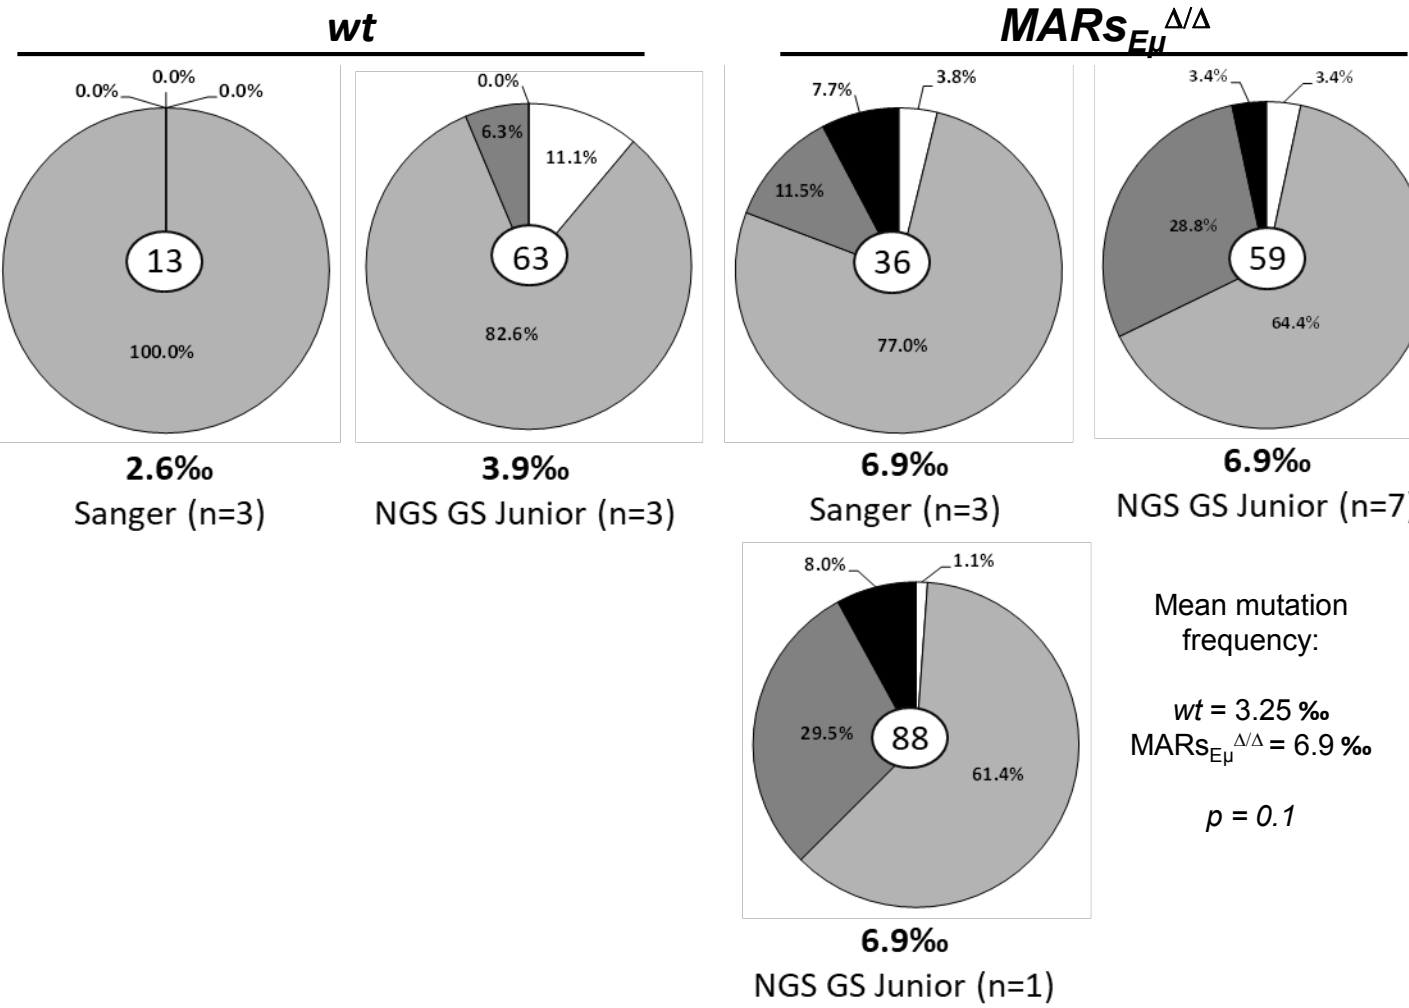 wt
MARsEμΔ/Δ
0.0%
0.0%
0.0%
13
100.0%
2.6‰
Sanger (n=3)
0.0%
6.3%
11.1%
63
82.6%
3.9‰
NGS GS Junior (n=3)
7.7%
3.8%
11.5%
36
77.0%
6.9‰
Sanger (n=3)
3.4%
3.4%
28.8%
59
64.4%
6.9‰
NGS GS Junior (n=7)
8.0%
1.1%
29.5%
88
61.4%
6.9‰
NGS GS Junior (n=1)
Mean mutation
frequency:
wt = 3.25 ‰
MARsEμΔ/Δ = 6.9 ‰
p = 0.1